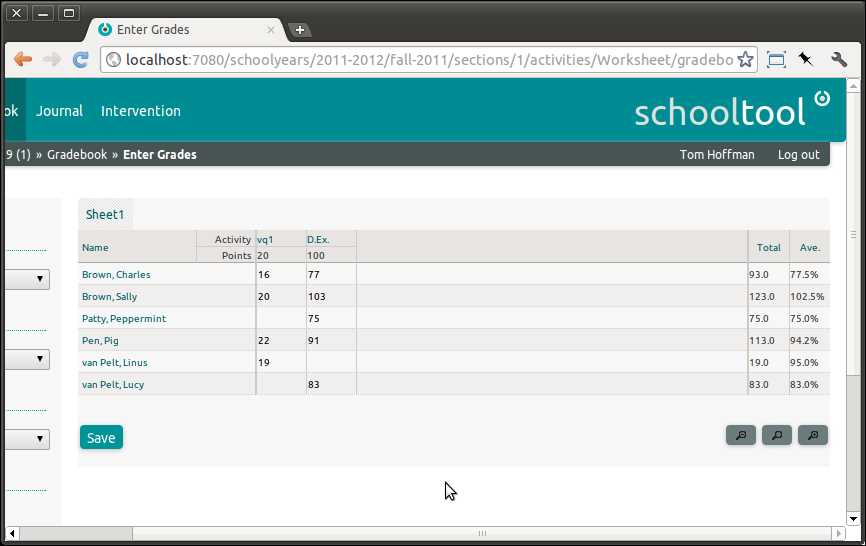 Enter Grades
localhost:7080/schoolyears/2011-2012/fall-2011/sections/1/activities/Worksheet/gradebo
ok Journal Intervention
schooltool
9 (1) » Gradebook » Enter Grades Tom Hoffman Log out
Sheet1
Name Activity vq1 D.Ex. Total Ave.
Points 20 100
Brown, Charles 16 77 93.0 77.5%
Brown, Sally 20 103 123.0 102.5%
Patty, Peppermint 75 75.0 75.0%
Pen, Pig 22 91 113.0 94.2%
van Pelt, Linus 19 19.0 95.0%
van Pelt, Lucy 83 83.0 83.0%
Save